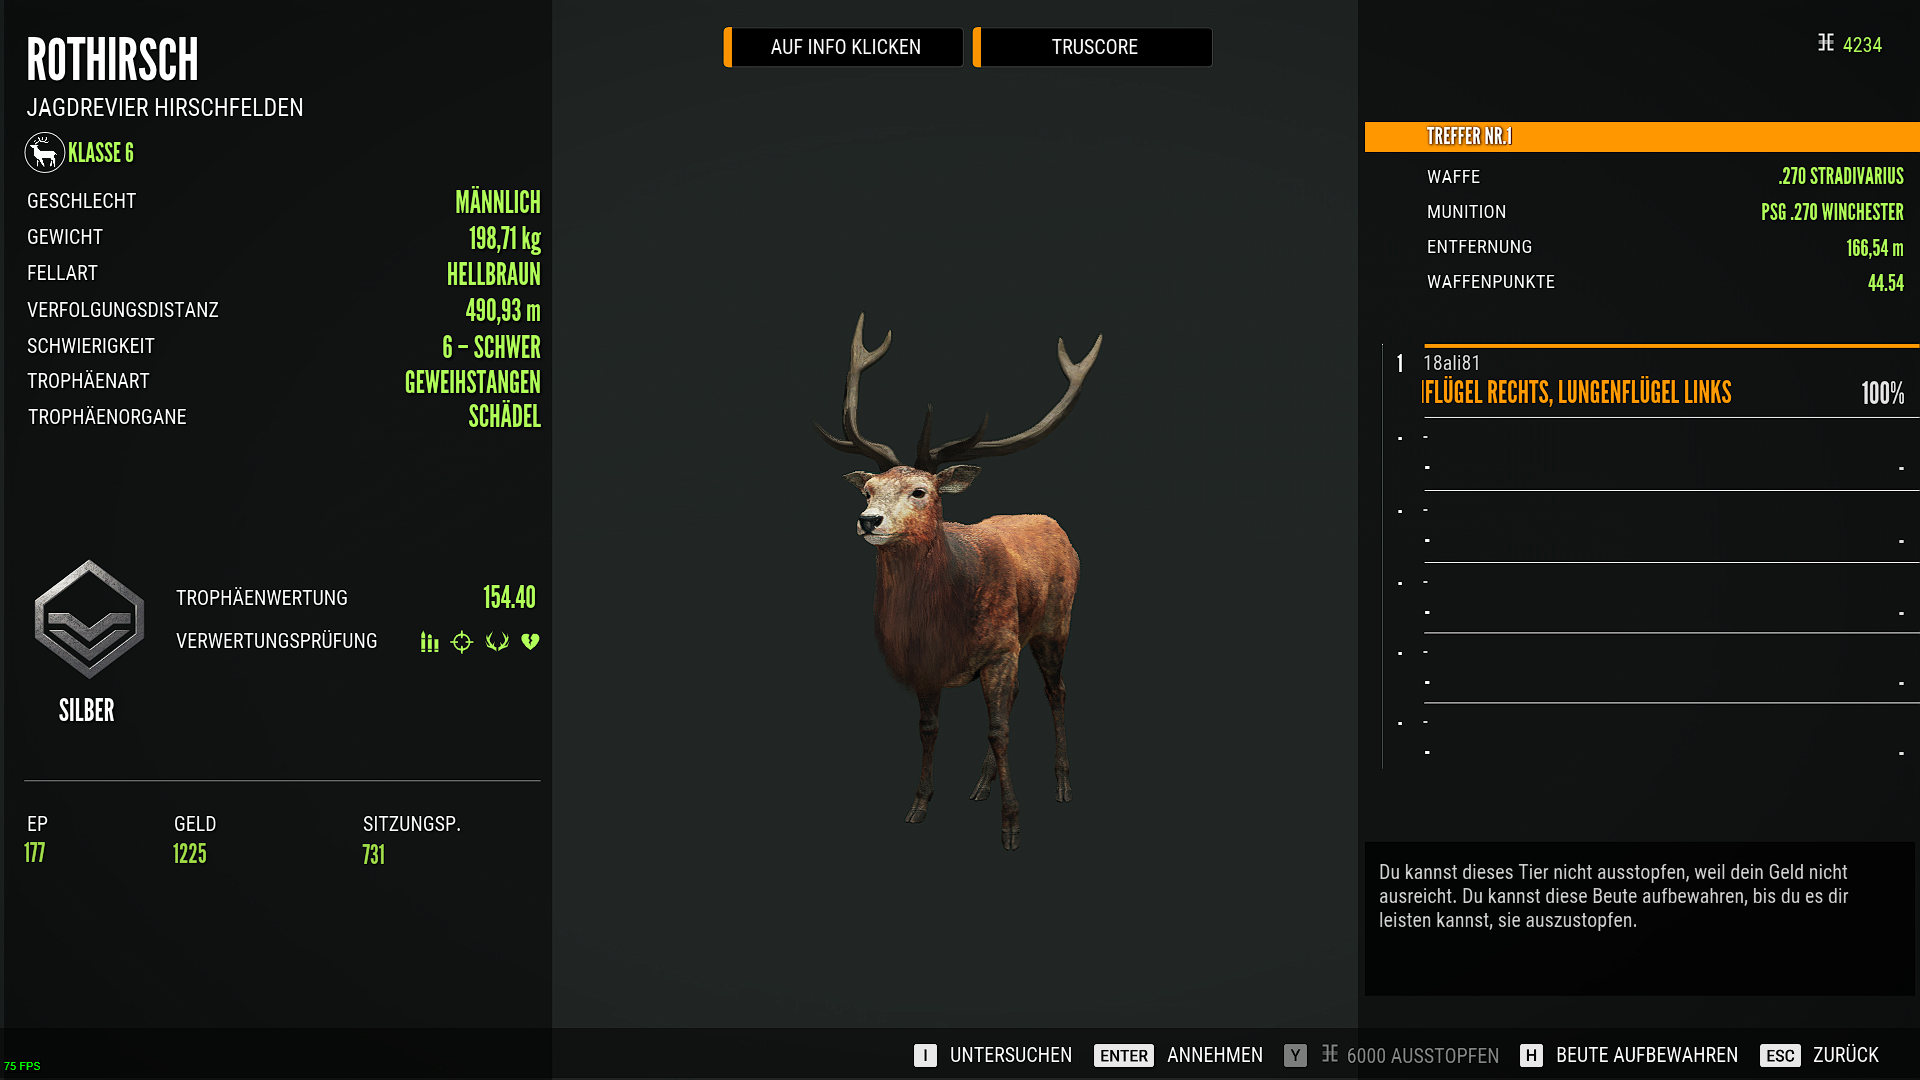 ROTHIRSCH
JAGDREVIER HIRSCHFELDEN
KLASSE 6
GESCHLECHT MÄNNLICH
GEWICHT 198,71 kg
FELLART HELLBRAUN
VERFOLGUNGSDISTANZ 490,93 m
SCHWIERIGKEIT 6 – SCHWER
TROPHÄENART GEWEIHSTANGEN
TROPHÄENORGANE SCHÄDEL
TROPHÄENWERTUNG 154.40
VERWERTUNGSPRÜFUNG
SILBER
EP GELD SITZUNGSP.
177 1225 731
75 FPS
AUF INFO KLICKEN TRUSCORE
4234
TREFFER NR.1
WAFFE .270 STRADIVARIUS
MUNITION PSG .270 WINCHESTER
ENTFERNUNG 166,54 m
WAFFENPUNKTE 44.54
1 18ali81
FLÜGEL RECHTS, LUNGENFLÜGEL LINKS 100%
- -
- -
- -
- -
- -
- -
- -
- -
- -
- -
Du kannst dieses Tier nicht ausstopfen, weil dein Geld nicht
ausreicht. Du kannst diese Beute aufbewahren, bis du es dir
leisten kannst, sie auszustopfen.
I UNTERSUCHEN ENTER ANNEHMEN Y 6000 AUSSTOPFEN H BEUTE AUFBEWAHREN ESC ZURÜCK